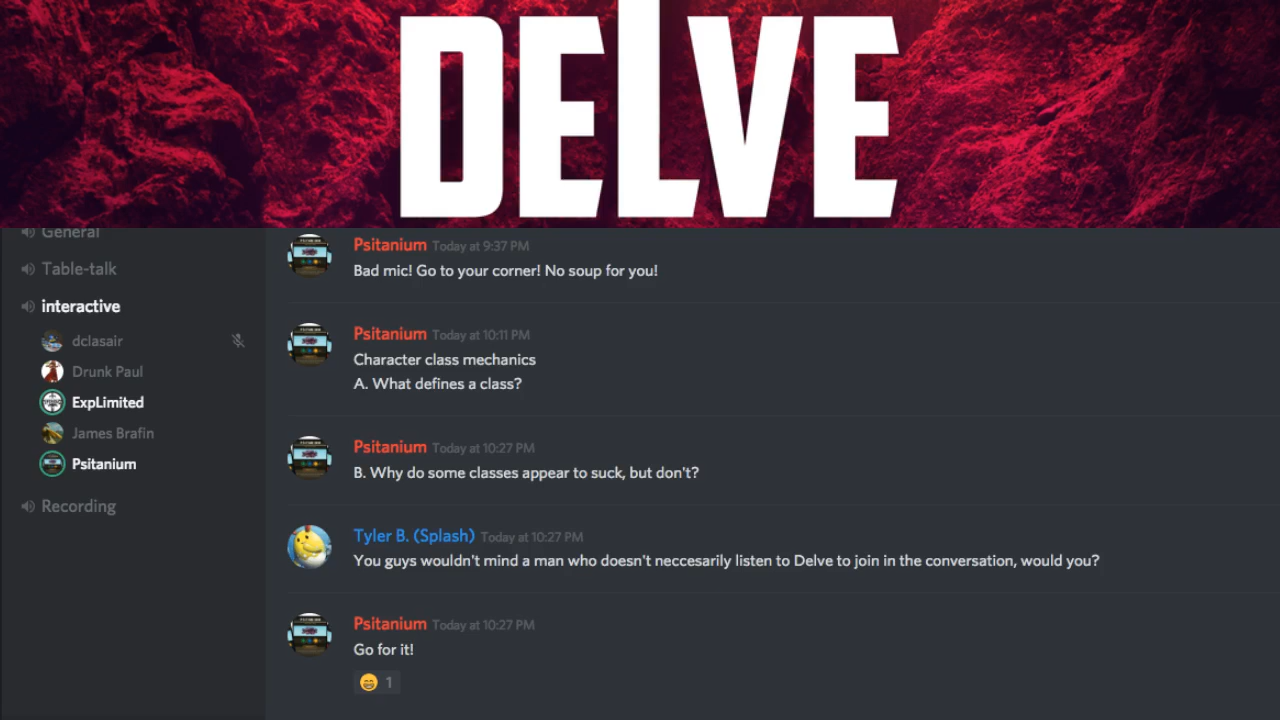 DELVE
General
Table-talk
interactive
dclasair
Drunk Paul
ExpLimited
James Brafin
Psitanium
Recording
Psitanium Today at 9:37 PM
Bad mic! Go to your corner! No soup for you!
Psitanium Today at 10:11 PM
Character class mechanics
A. What defines a class?
Psitanium Today at 10:27 PM
B. Why do some classes appear to suck, but don't?
Tyler B. (Splash) Today at 10:27 PM
You guys wouldn't mind a man who doesn't neccesarily listen to Delve to join in the conversation, would you?
Psitanium Today at 10:27 PM
Go for it!
1